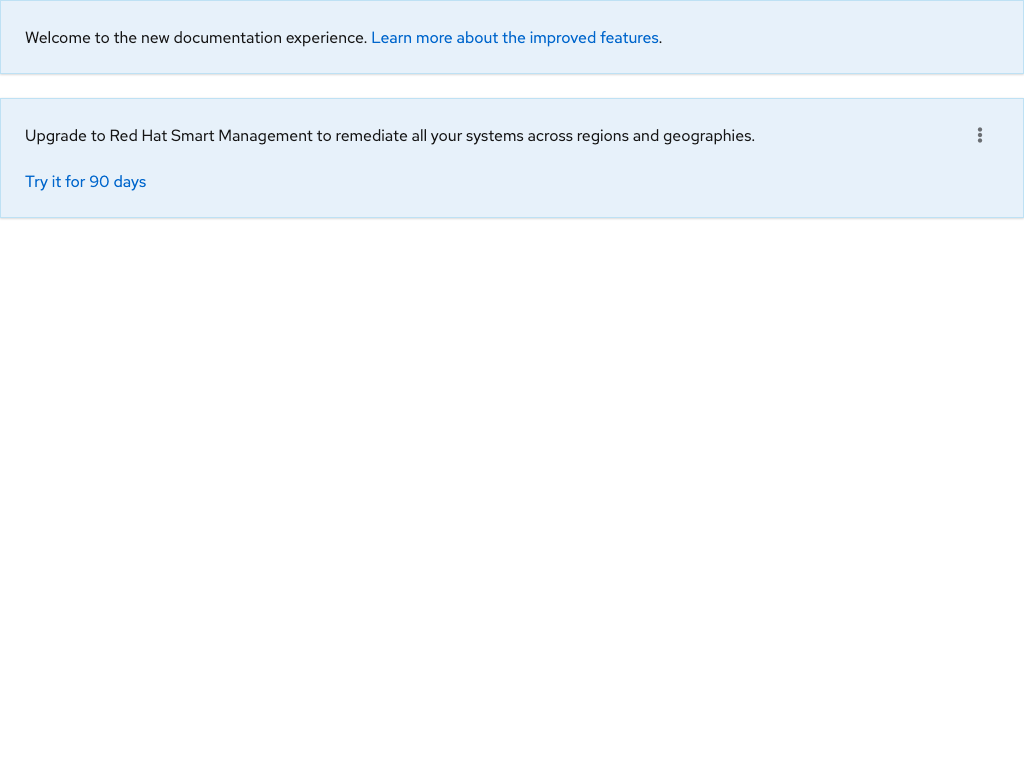 Welcome to the new documentation experience. Learn more about the improved features.
Upgrade to Red Hat Smart Management to remediate all your systems across regions and geographies.
Try it for 90 days